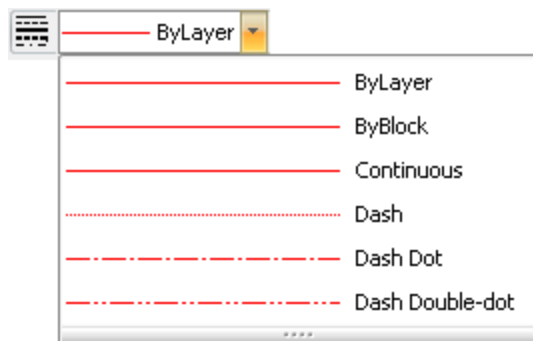 ByLayer
ByLayer
ByBlock
Continuous
Dash
Dash Dot
Dash Double-dot